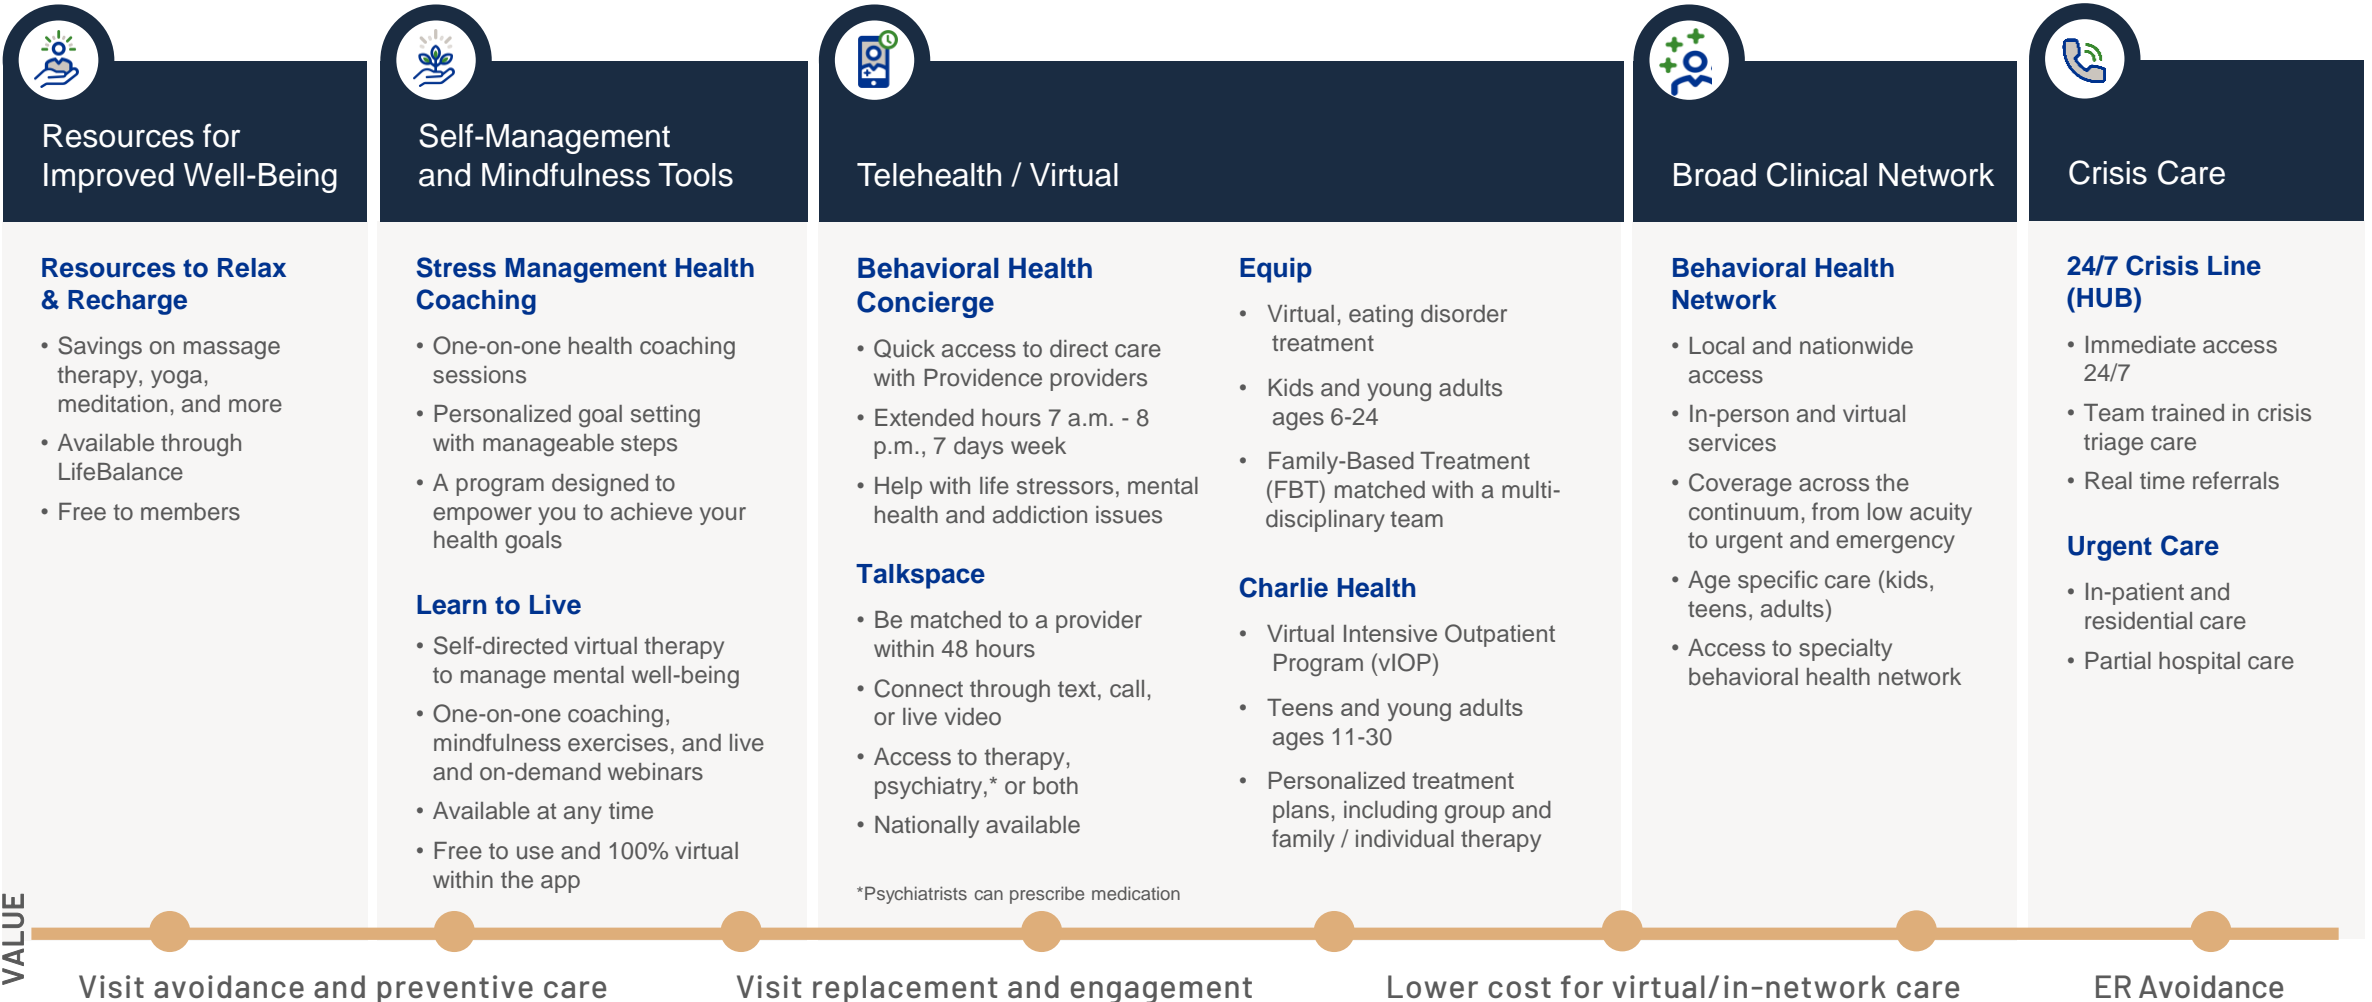 Resources for
Improved Well-Being
Resources to Relax
& Recharge
• Savings on massage
therapy, yoga,
meditation, and more
• Available through
LifeBalance
• Free to members
Self-Management
and Mindfulness Tools
Stress Management Health
Coaching
• One-on-one health coaching
sessions
• Personalized goal setting
with manageable steps
• A program designed to
empower you to achieve your
health goals
Learn to Live
• Self-directed virtual therapy
to manage mental well-being
• One-on-one coaching,
mindfulness exercises, and live
and on-demand webinars
• Available at any time
• Free to use and 100% virtual
within the app
Telehealth / Virtual
Behavioral Health
Concierge
• Quick access to direct care
with Providence providers
• Extended hours 7 a.m. - 8
p.m., 7 days week
• Help with life stressors, mental
health and addiction issues
Talkspace
• Be matched to a provider
within 48 hours
• Connect through text, call,
or live video
• Access to therapy,
psychiatry,* or both
• Nationally available
*Psychiatrists can prescribe medication
Equip
• Virtual, eating disorder
treatment
• Kids and young adults
ages 6-24
• Family-Based Treatment
(FBT) matched with a multi-
disciplinary team
Charlie Health
• Virtual Intensive Outpatient
Program (vIOP)
• Teens and young adults
ages 11-30
• Personalized treatment
plans, including group and
family / individual therapy
Broad Clinical Network
Behavioral Health
Network
• Local and nationwide
access
• In-person and virtual
services
• Coverage across the
continuum, from low acuity
to urgent and emergency
• Age specific care (kids,
teens, adults)
• Access to specialty
behavioral health network
Crisis Care
24/7 Crisis Line
(HUB)
• Immediate access
24/7
• Team trained in crisis
triage care
• Real time referrals
Urgent Care
• In-patient and
residential care
• Partial hospital care
VALUE
Visit avoidance and preventive care
Visit replacement and engagement
Lower cost for virtual/in-network care
ER Avoidance